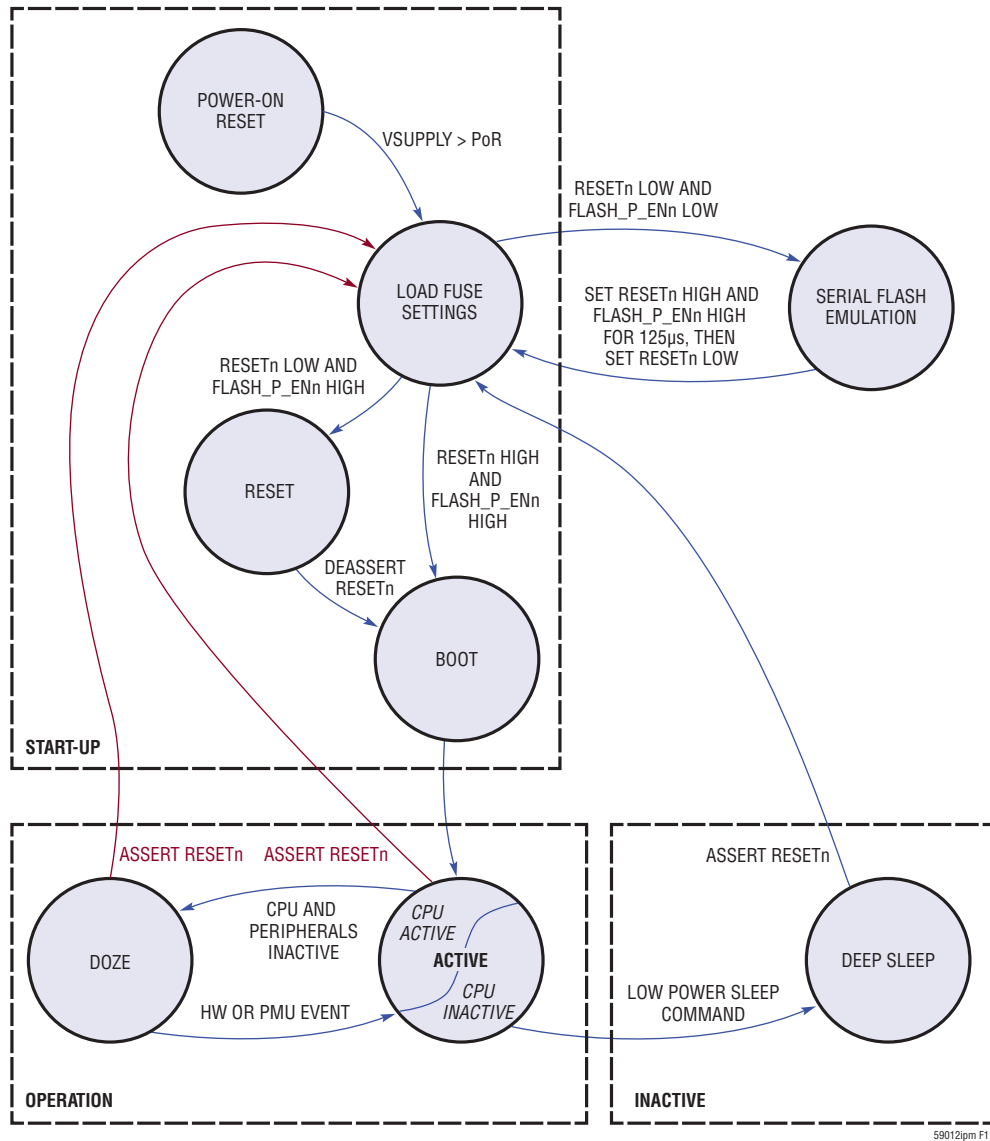 POWER-ON
RESET
VSUPPLY > PoR
RESETn LOW AND
FLASH_P_ENn LOW
LOAD FUSE
SETTINGS
SET RESETn HIGH AND
FLASH_P_ENn HIGH
FOR 125µs, THEN
SET RESETn LOW
SERIAL FLASH
EMULATION
RESETn LOW AND
FLASH_P_ENn HIGH
RESET
RESETn HIGH
AND
FLASH_P_ENn
HIGH
DEASSERT
RESETn
BOOT
START-UP
ASSERT RESETn
ASSERT RESETn
ASSERT RESETn
CPU AND
PERIPHERALS
INACTIVE
CPU
ACTIVE
ACTIVE
CPU
INACTIVE
DOZE
HW OR PMU EVENT
DEEP SLEEP
LOW POWER SLEEP
COMMAND
OPERATION
INACTIVE
59012ipm F1